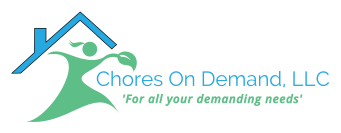 Chores On Demand, LLC
'For all your demanding needs'